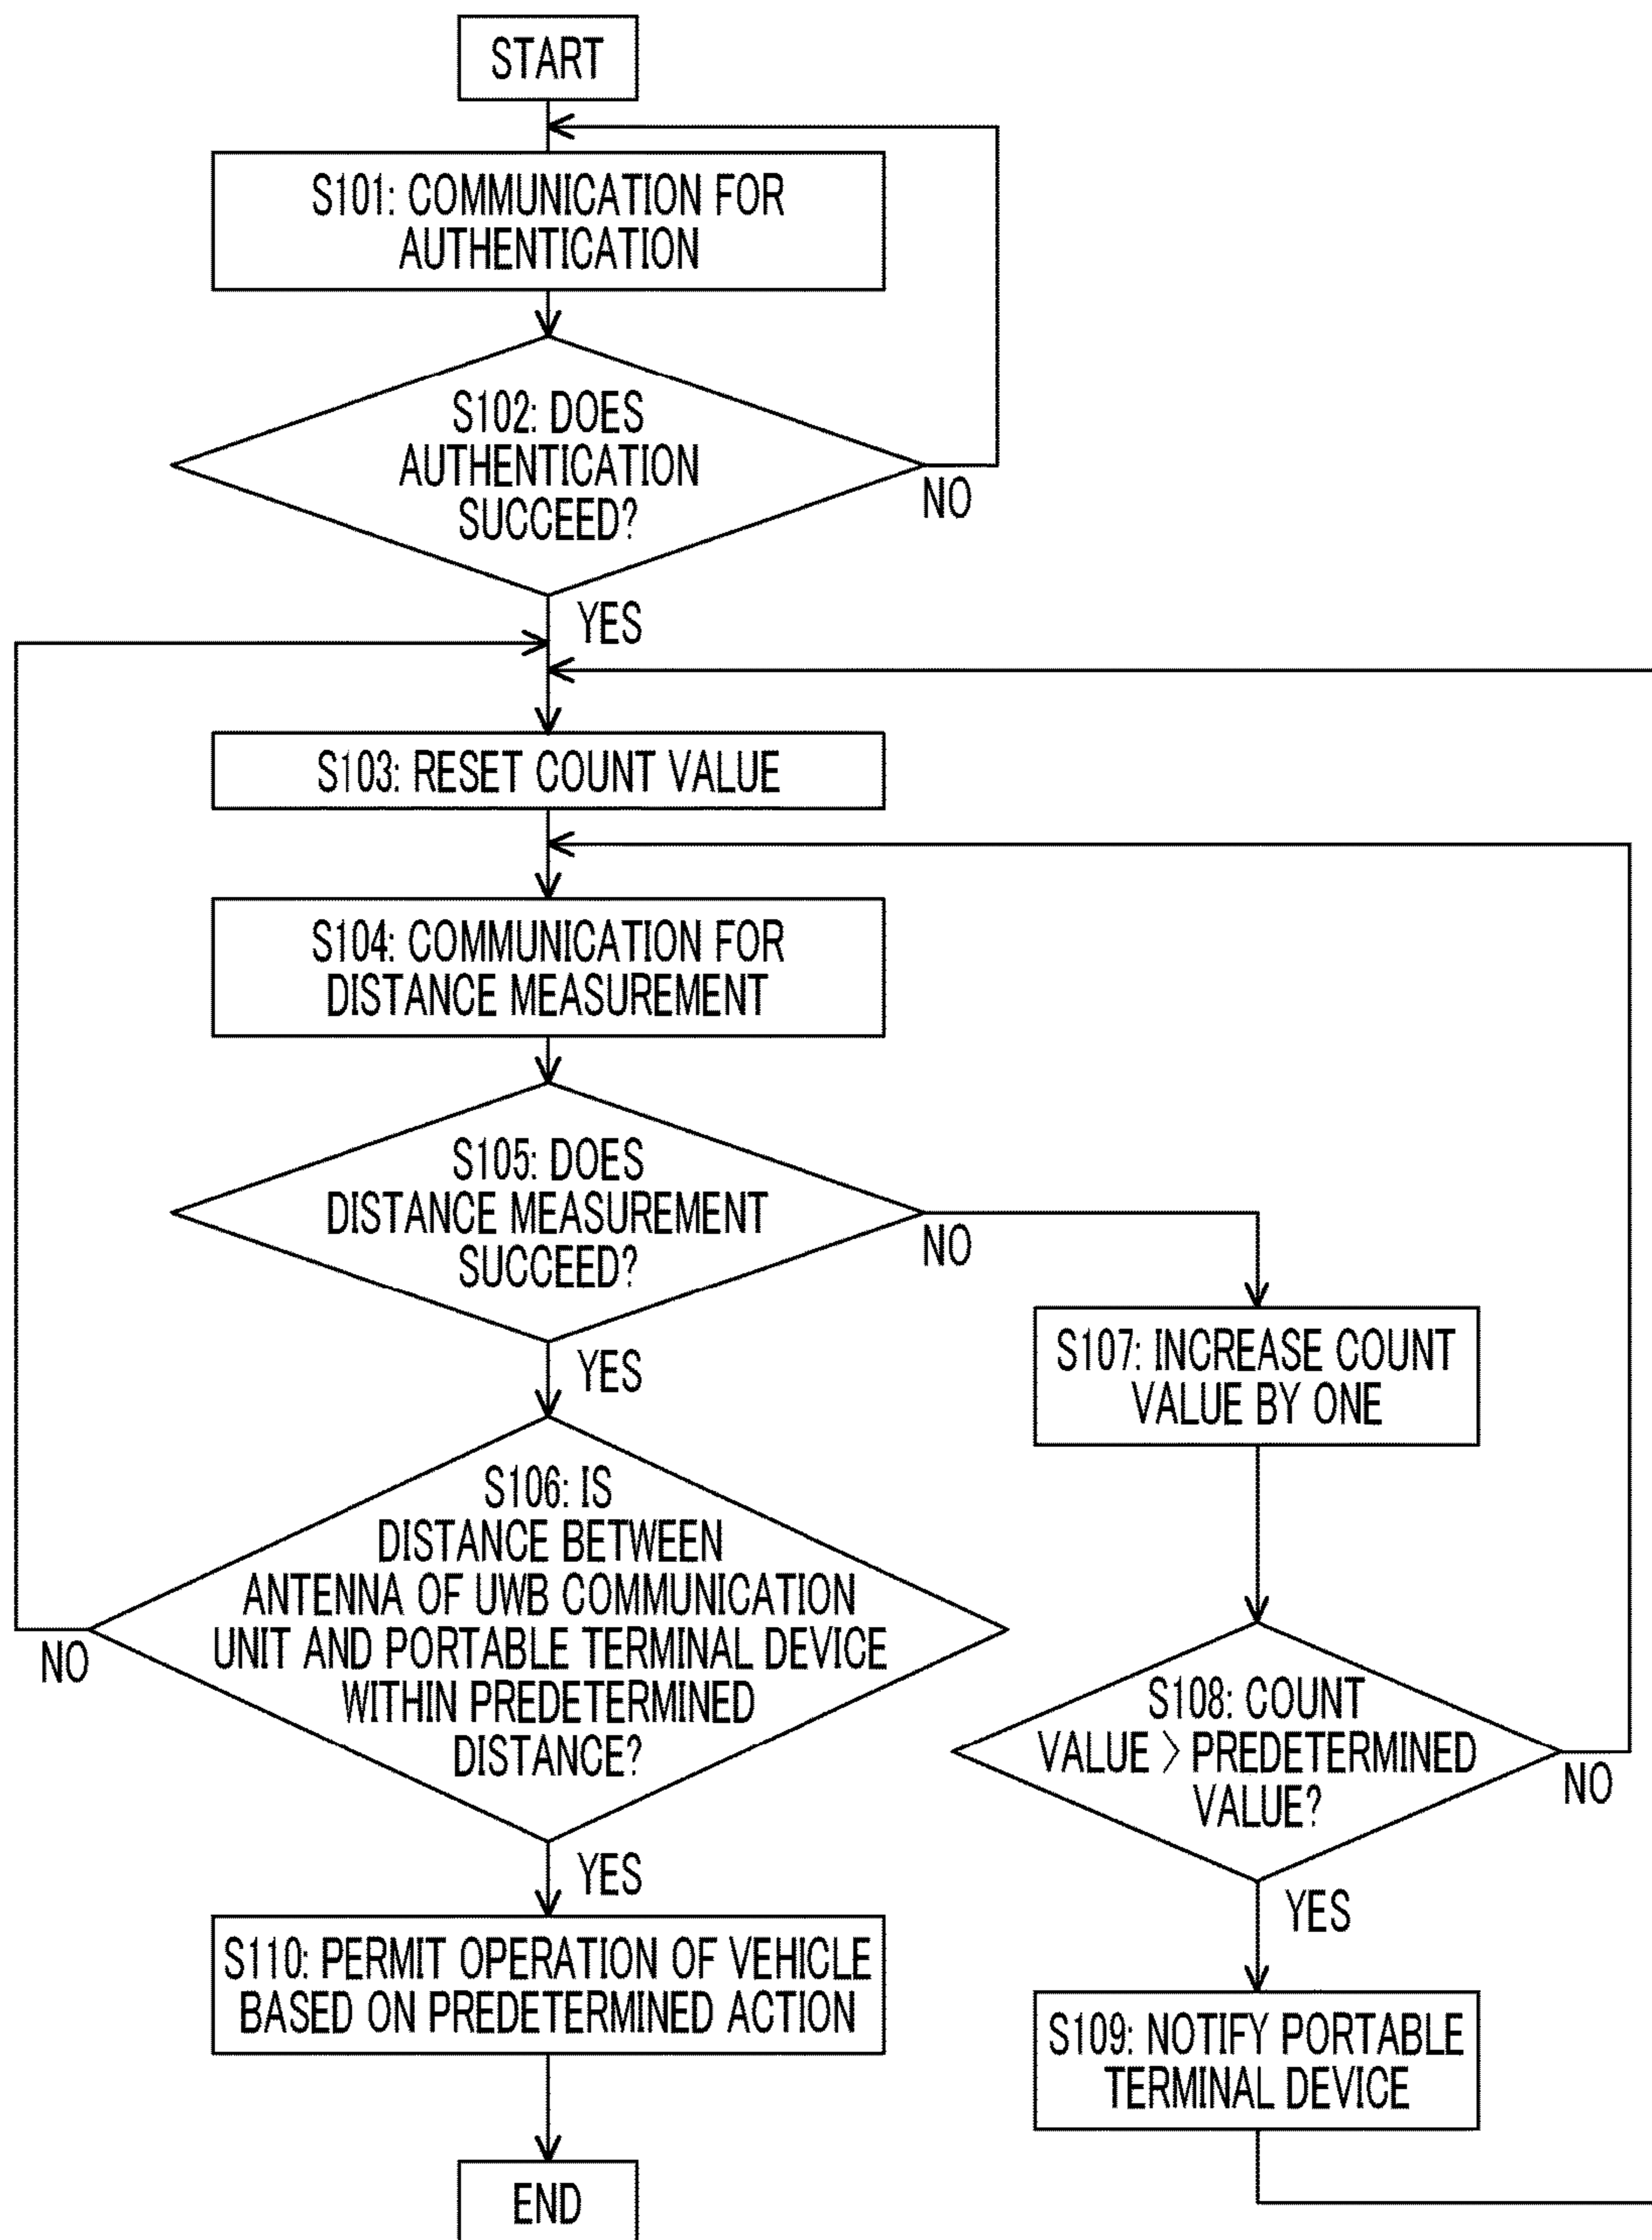 START
S101: COMMUNICATION FOR
AUTHENTICATION
S102: DOES
AUTHENTICATION
SUCCEED?
NO
YES
S103: RESET COUNT VALUE
S104: COMMUNICATION FOR
DISTANCE MEASUREMENT
S105: DOES
DISTANCE MEASUREMENT
SUCCEED?
NO
YES
S107: INCREASE COUNT
VALUE BY ONE
S106: IS
DISTANCE BETWEEN
ANTENNA OF UWB COMMUNICATION
UNIT AND PORTABLE TERMINAL DEVICE
WITHIN PREDETERMINED
DISTANCE?
NO
YES
S108: COUNT
VALUE > PREDETERMINED
VALUE?
NO
YES
S110: PERMIT OPERATION OF VEHICLE
BASED ON PREDETERMINED ACTION
S109: NOTIFY PORTABLE
TERMINAL DEVICE
END